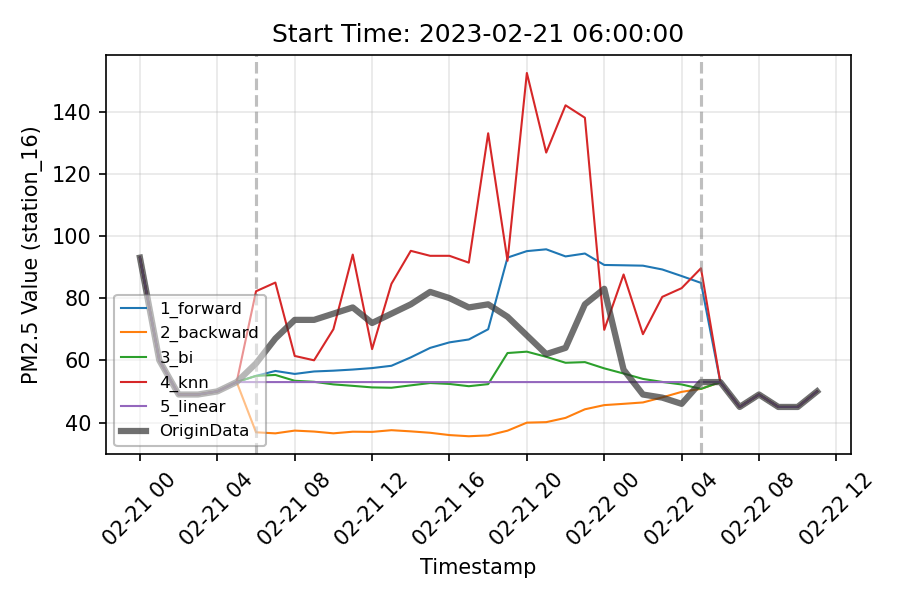 Start Time: 2023-02-21 06:00:00
PM2.5 Value (station_16)
140
120
100
80
60
40
1_forward
2_backward
3_bi
4_knn
5_linear
OriginData
02-21 00
02-21 04
02-21 08
02-21 12
02-21 16
02-21 20
02-22 00
02-22 04
02-22 08
02-22 12
Timestamp